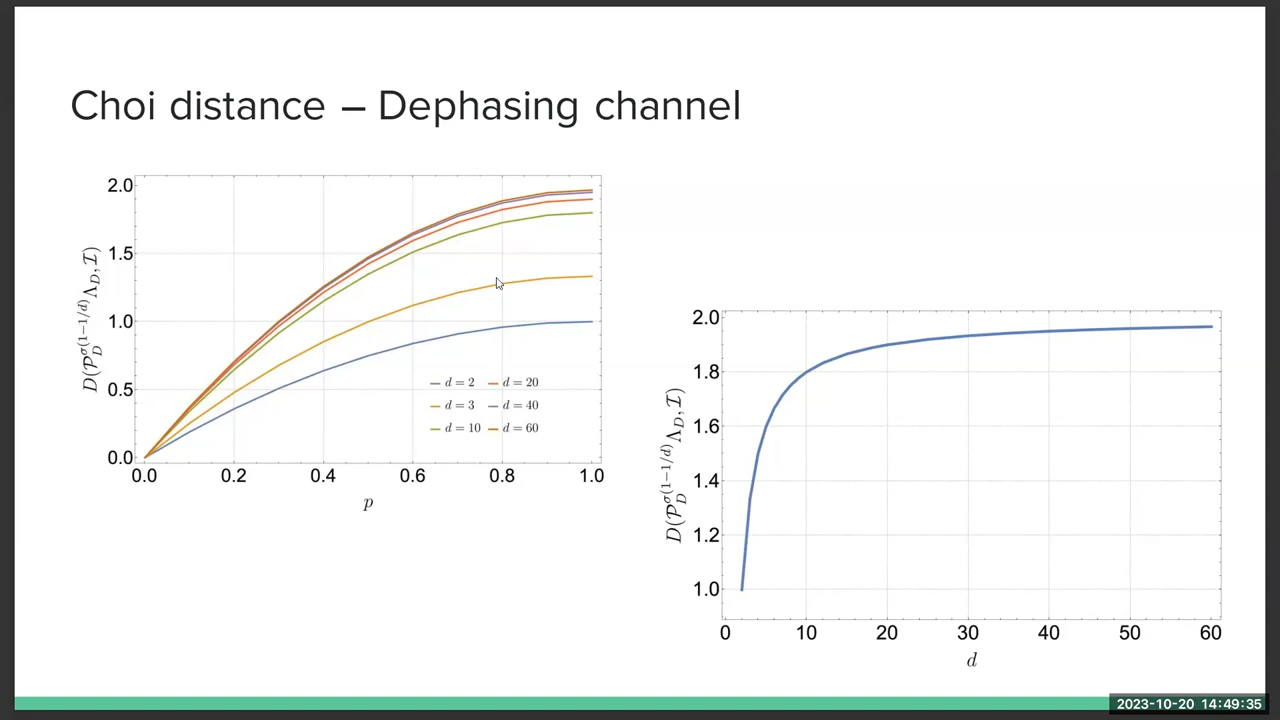 Choi distance – Dephasing channel
D(𝒫_D^{σ(1−1/d)} Λ_D, ℐ)
2.0
1.5
1.0
0.5
0.0
d = 2 d = 20
d = 3 d = 40
d = 10 d = 60
0.0 0.2 0.4 0.6 0.8 1.0
p
D(𝒫_D^{σ(1−1/d)} Λ_D, ℐ)
2.0
1.8
1.6
1.4
1.2
1.0
0 10 20 30 40 50 60
d
2023-10-20 14:49:35